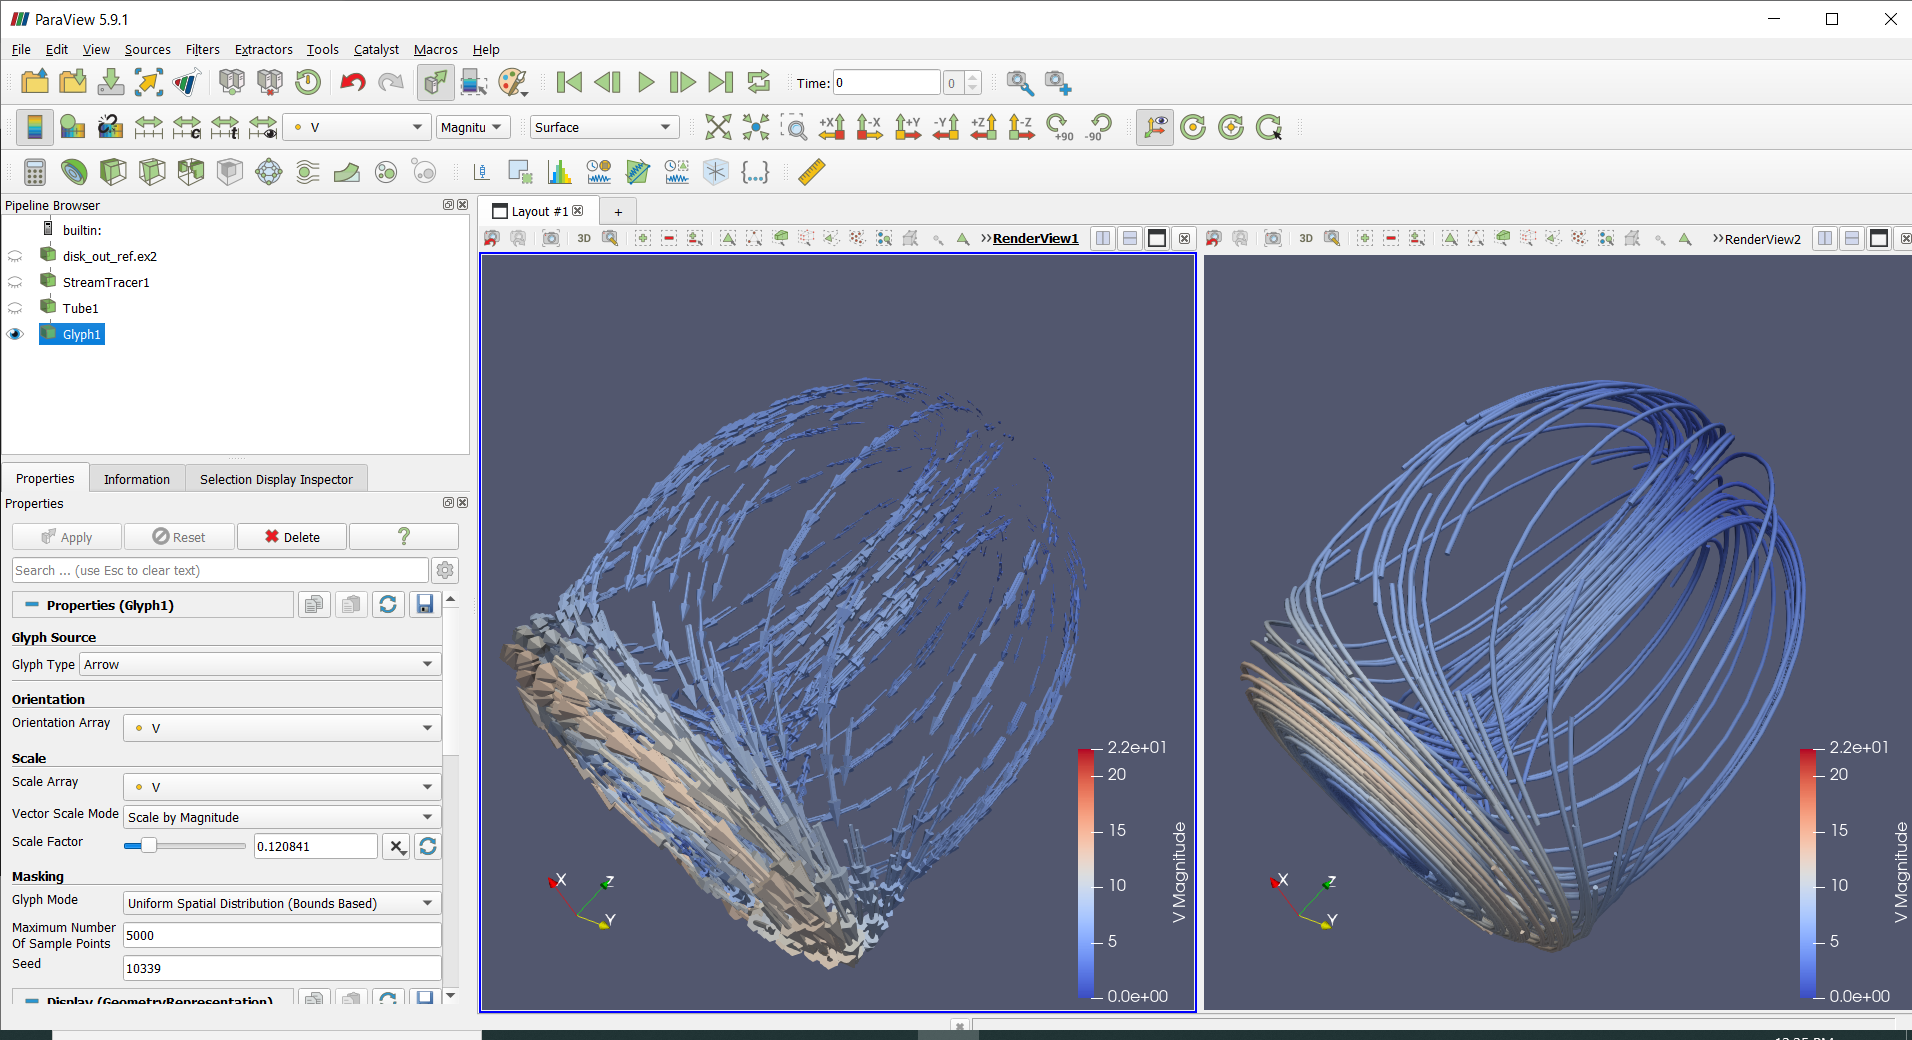 ParaView 5.9.1
File Edit View Sources Filters Extractors Tools Catalyst Macros Help
Time: 0 0
V Magnitu Surface +X -X +Y -Y +Z -Z +90 -90
Pipeline Browser
builtin:
disk_out_ref.ex2
StreamTracer1
Tube1
Glyph1
Properties Information Selection Display Inspector
Properties
Apply Reset Delete ?
Search ... (use Esc to clear text)
Properties (Glyph1)
Glyph Source
Glyph Type Arrow
Orientation
Orientation Array V
Scale
Scale Array V
Vector Scale Mode Scale by Magnitude
Scale Factor 0.120841
Masking
Glyph Mode Uniform Spatial Distribution (Bounds Based)
Maximum Number
Of Sample Points 5000
Seed 10339
Display (GeometryRepresentation)
Layout #1 +
3D RenderView1
3D RenderView2
2.2e+01
20
15
10
5
0.0e+00
V Magnitude
X Z
Y
2.2e+01
20
15
10
5
0.0e+00
V Magnitude
X Z
Y